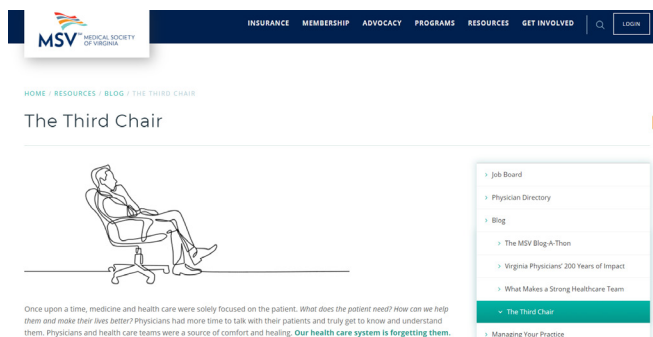 INSURANCE MEMBERSHIP ADVOCACY PROGRAMS RESOURCES GET INVOLVED LOGIN
MSV™ MEDICAL SOCIETY
OF VIRGINIA
HOME / RESOURCES / BLOG / THE THIRD CHAIR
The Third Chair
Job Board
Physician Directory
Blog
The MSV Blog-A-Thon
Virginia Physicians' 200 Years of Impact
What Makes a Strong Healthcare Team
The Third Chair
Managing Your Practice
Once upon a time, medicine and health care were solely focused on the patient. What does the patient need? How can we help
them and make their lives better? Physicians had more time to talk with their patients and truly get to know and understand
them. Physicians and health care teams were a source of comfort and healing. Our health care system is forgetting them.